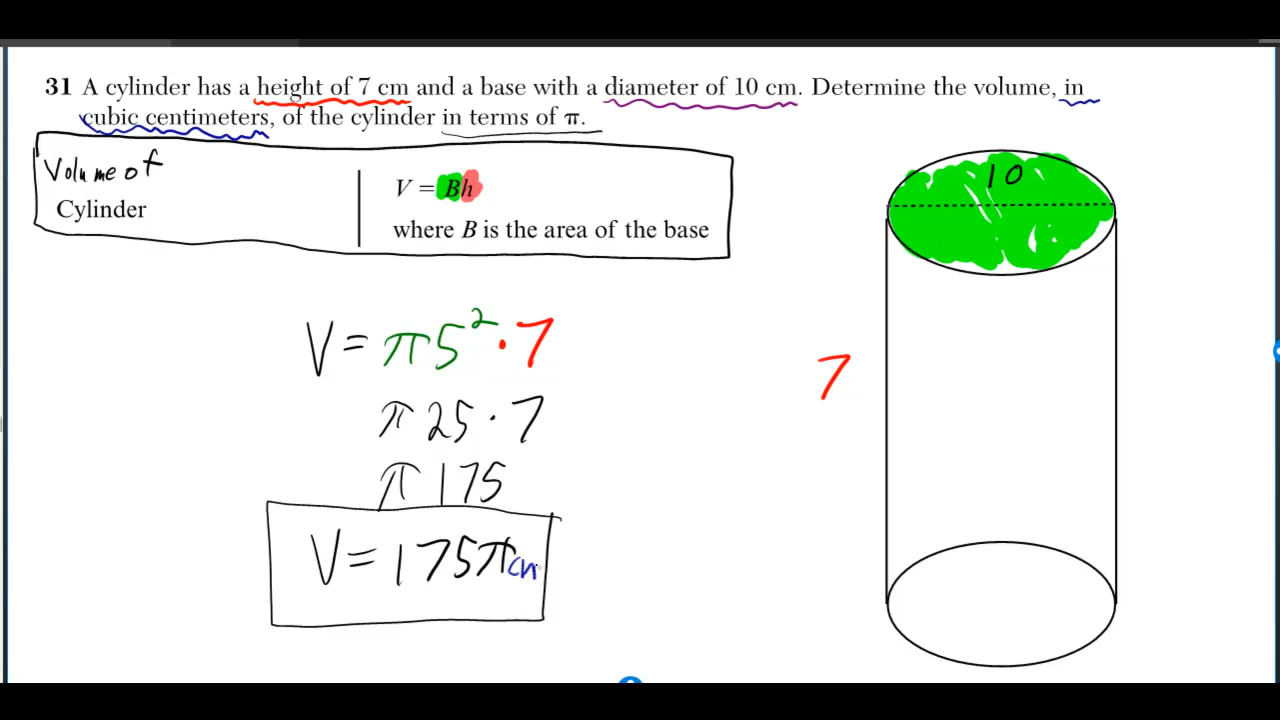 31 A cylinder has a height of 7 cm and a base with a diameter of 10 cm. Determine the volume, in
cubic centimeters, of the cylinder in terms of π.
Volume of
Cylinder
V = Bh
where B is the area of the base
10
V = π5² · 7
π 25 · 7
π 175
V = 175π cm
7